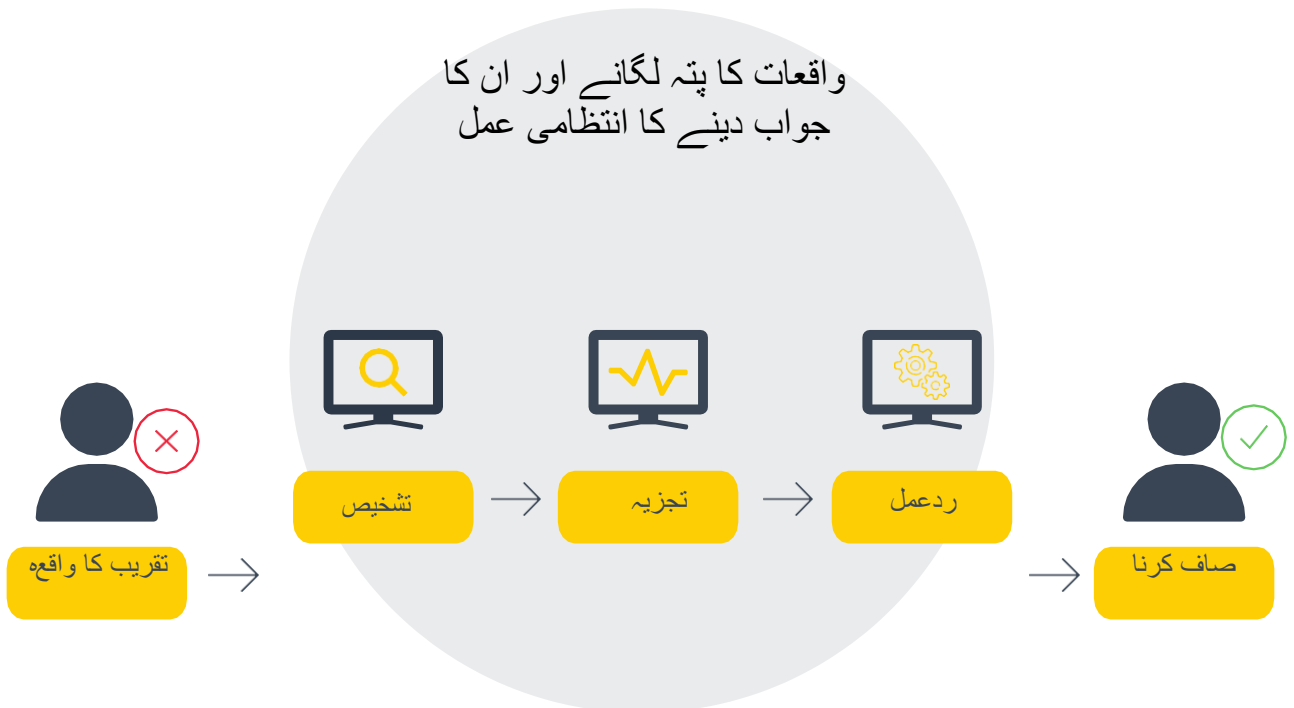 واقعات کا پتہ لگانے اور ان کا
جواب دینے کا انتظامی عمل
تقریب کا واقعہ
تشخیص
تجزیہ
ردعمل
صاف کرنا